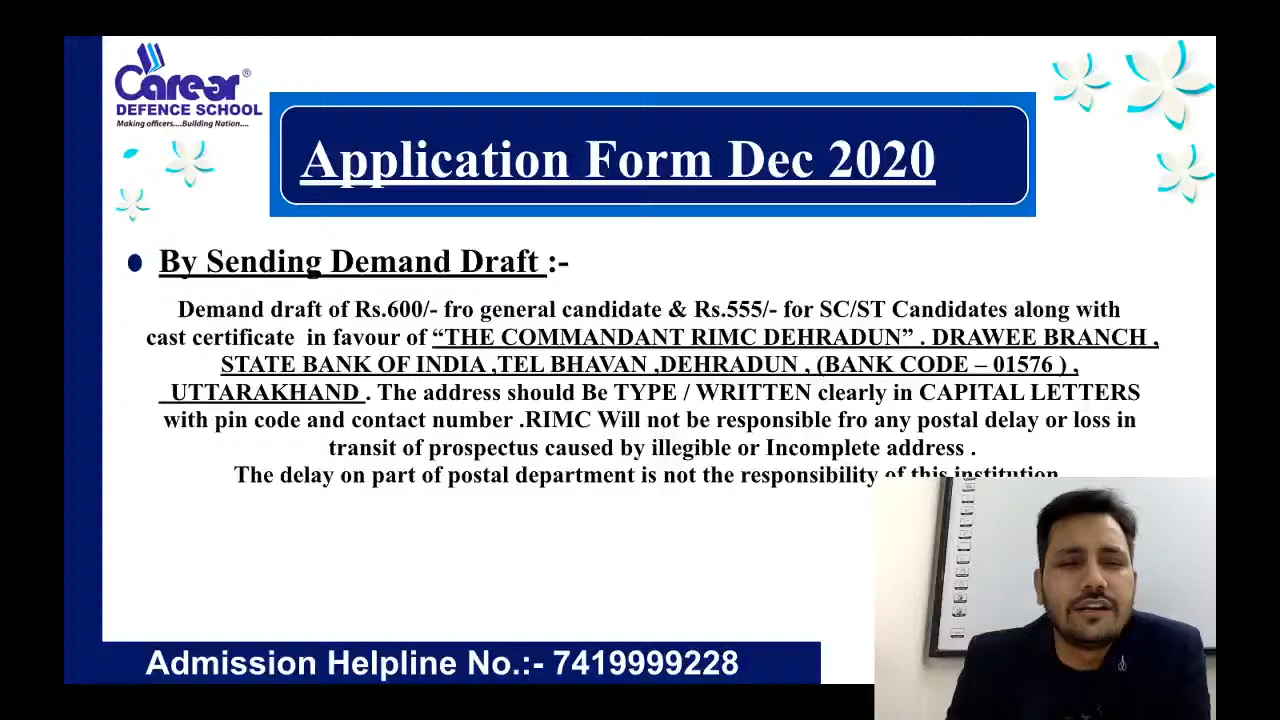 Carear®
DEFENCE SCHOOL
Making officers....Building Nation....
Application Form Dec 2020
By Sending Demand Draft :-
Demand draft of Rs.600/- fro general candidate & Rs.555/- for SC/ST Candidates along with
cast certificate in favour of “THE COMMANDANT RIMC DEHRADUN” . DRAWEE BRANCH ,
STATE BANK OF INDIA ,TEL BHAVAN ,DEHRADUN , (BANK CODE – 01576 ) ,
UTTARAKHAND . The address should Be TYPE / WRITTEN clearly in CAPITAL LETTERS
with pin code and contact number .RIMC Will not be responsible fro any postal delay or loss in
transit of prospectus caused by illegible or Incomplete address .
The delay on part of postal department is not the responsibility of this institution
Admission Helpline No.:- 7419999228